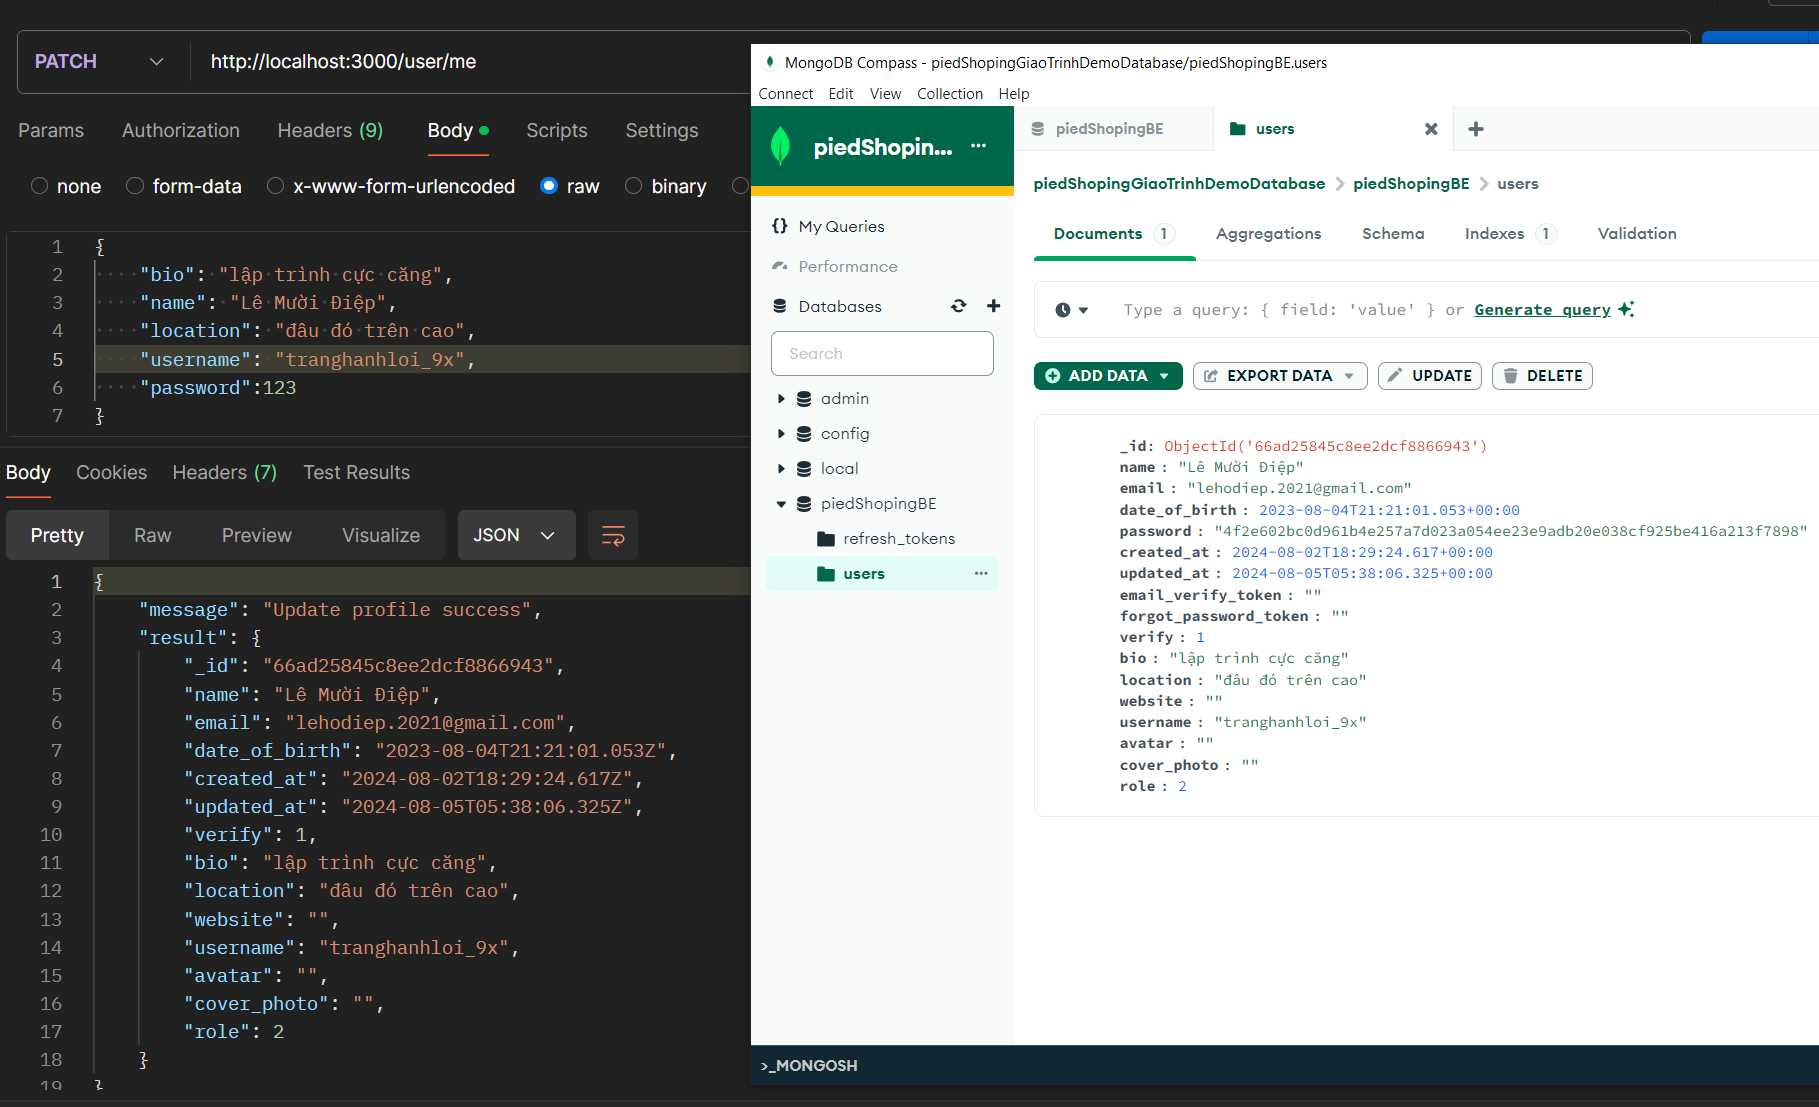 PATCH
http://localhost:3000/user/me
Params Authorization Headers (9) Body Scripts Settings
none form-data x-www-form-urlencoded raw binary
1 {
2 "bio": "lập trình cực căng",
3 "name": "Lê Mười Điệp",
4 "location": "đâu đó trên cao",
5 "username": "tranghanhloi_9x",
6 "password":123
7 }
Body Cookies Headers (7) Test Results
Pretty Raw Preview Visualize JSON
1 {
2 "message": "Update profile success",
3 "result": {
4 "_id": "66ad25845c8ee2dcf8866943",
5 "name": "Lê Mười Điệp",
6 "email": "lehodiep.2021@gmail.com",
7 "date_of_birth": "2023-08-04T21:21:01.053Z",
8 "created_at": "2024-08-02T18:29:24.617Z",
9 "updated_at": "2024-08-05T05:38:06.325Z",
10 "verify": 1,
11 "bio": "lập trình cực căng",
12 "location": "đâu đó trên cao",
13 "website": "",
14 "username": "tranghanhloi_9x",
15 "avatar": "",
16 "cover_photo": "",
17 "role": 2
18 }
19 }
MongoDB Compass - piedShopingGiaoTrinhDemoDatabase/piedShopingBE.users
Connect Edit View Collection Help
piedShopin... ···
{} My Queries
Performance
Databases
Search
admin
config
local
piedShopingBE
refresh_tokens
users ···
piedShopingBE users
piedShopingGiaoTrinhDemoDatabase > piedShopingBE > users
Documents 1 Aggregations Schema Indexes 1 Validation
Type a query: { field: 'value' } or Generate query
ADD DATA EXPORT DATA UPDATE DELETE
_id: ObjectId('66ad25845c8ee2dcf8866943')
name : "Lê Mười Điệp"
email : "lehodiep.2021@gmail.com"
date_of_birth : 2023-08-04T21:21:01.053+00:00
password : "4f2e602bc0d961b4e257a7d023a054ee23e9adb20e038cf925be416a213f7898"
created_at : 2024-08-02T18:29:24.617+00:00
updated_at : 2024-08-05T05:38:06.325+00:00
email_verify_token : ""
forgot_password_token : ""
verify : 1
bio : "lập trình cực căng"
location : "đâu đó trên cao"
website : ""
username : "tranghanhloi_9x"
avatar : ""
cover_photo : ""
role : 2
>_MONGOSH